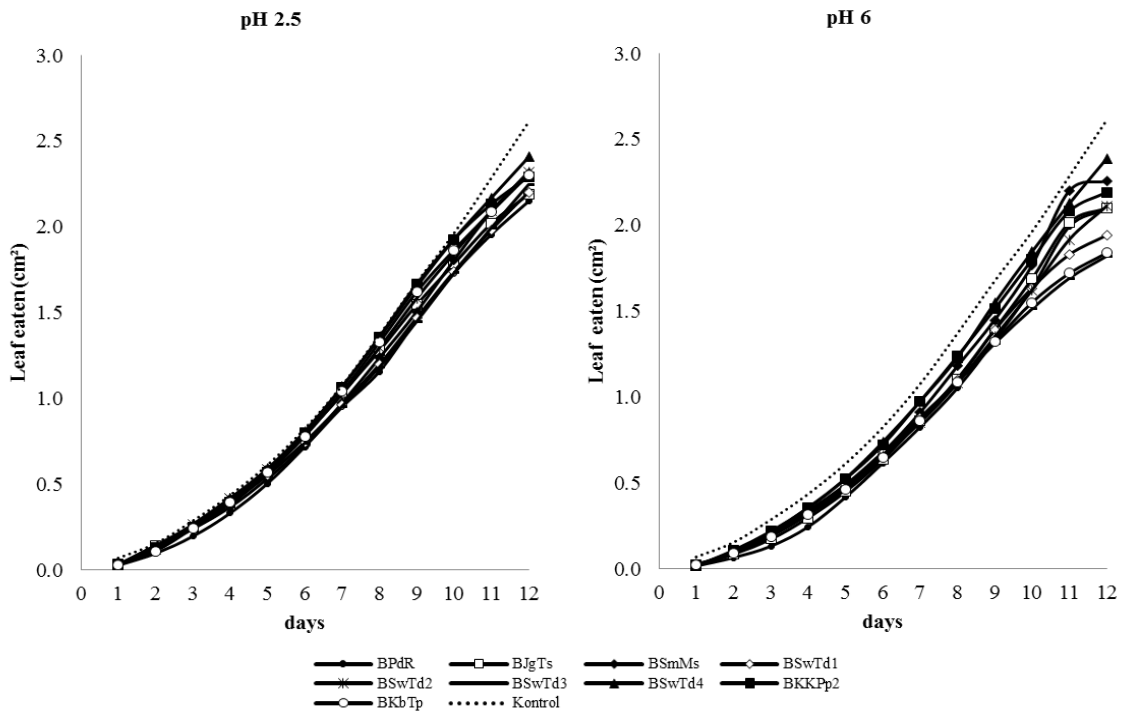 pH 2.5
3.0
2.5
2.0
1.5
1.0
0.5
0.0
Leaf eaten (cm²)
0 1 2 3 4 5 6 7 8 9 10 11 12
days
pH 6
3.0
2.5
2.0
1.5
1.0
0.5
0.0
Leaf eaten (cm²)
0 1 2 3 4 5 6 7 8 9 10 11 12
days
BPdR BJgTs BSmMs BSwTd1
BSwTd2 BSwTd3 BSwTd4 BKKPp2
BKbTp Kontrol